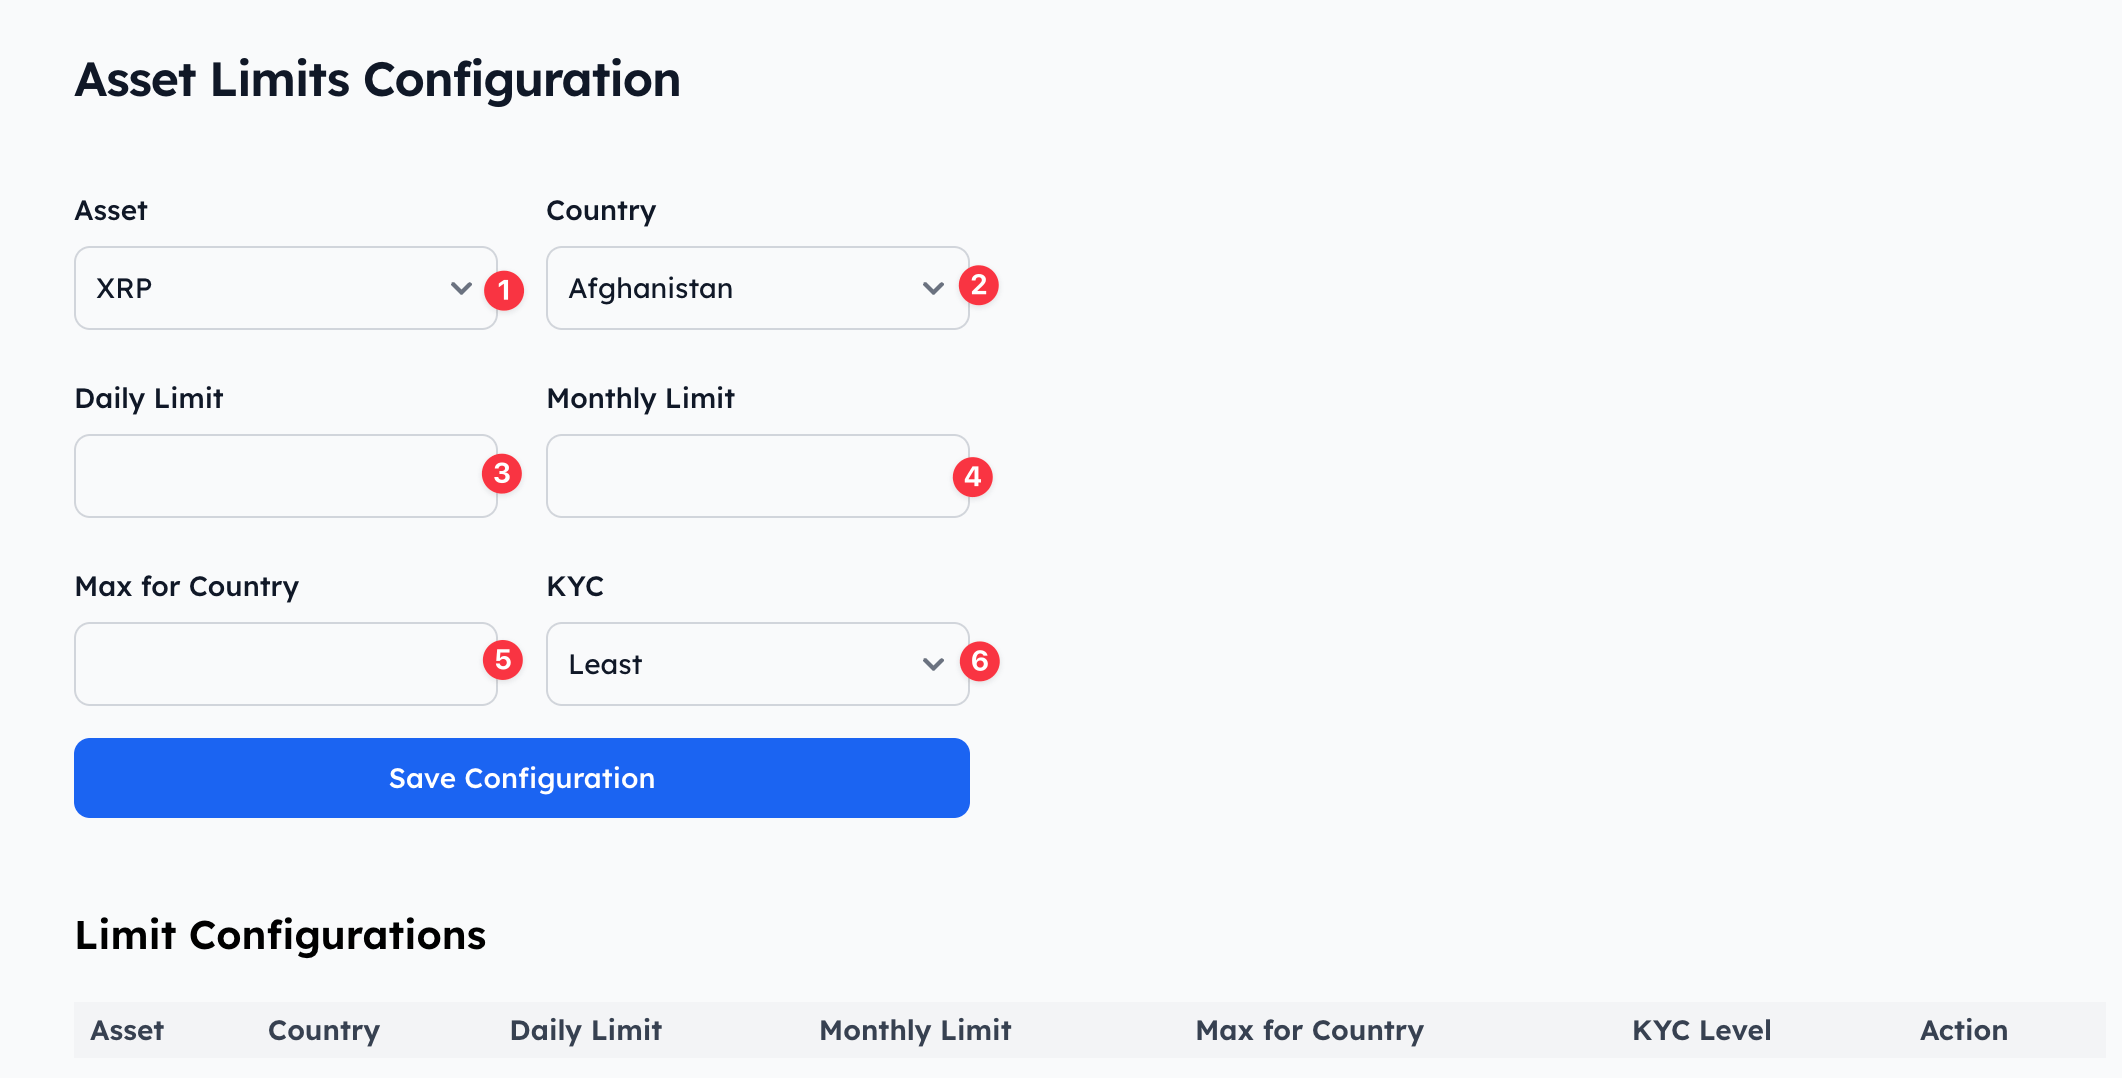 Asset Limits Configuration
Asset Country
XRP 1 Afghanistan 2
Daily Limit Monthly Limit
3 4
Max for Country KYC
5 Least 6
Save Configuration
Limit Configurations
Asset Country Daily Limit Monthly Limit Max for Country KYC Level Action